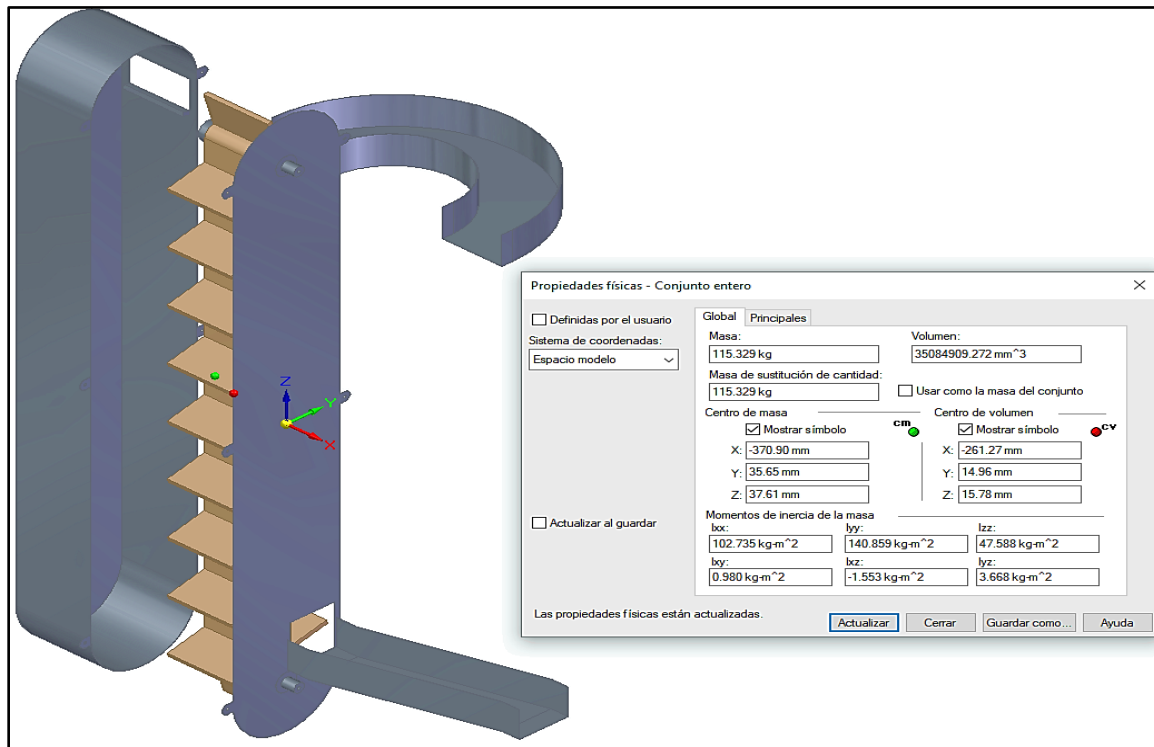 Propiedades físicas - Conjunto entero
Definidas por el usuario
Sistema de coordenadas:
Espacio modelo
Actualizar al guardar
Global Principales
Masa: Volumen:
115.329 kg 35084909.272 mm^3
Masa de sustitución de cantidad:
115.329 kg Usar como la masa del conjunto
Centro de masa Centro de volumen
Mostrar símbolo cm Mostrar símbolo cv
X: -370.90 mm X: -261.27 mm
Y: 35.65 mm Y: 14.96 mm
Z: 37.61 mm Z: 15.78 mm
Momentos de inercia de la masa
Ixx: Iyy: Izz:
102.735 kg-m^2 140.859 kg-m^2 47.588 kg-m^2
Ixy: Ixz: Iyz:
0.980 kg-m^2 -1.553 kg-m^2 3.668 kg-m^2
Las propiedades físicas están actualizadas.
Actualizar Cerrar Guardar como... Ayuda
Z
Y
X